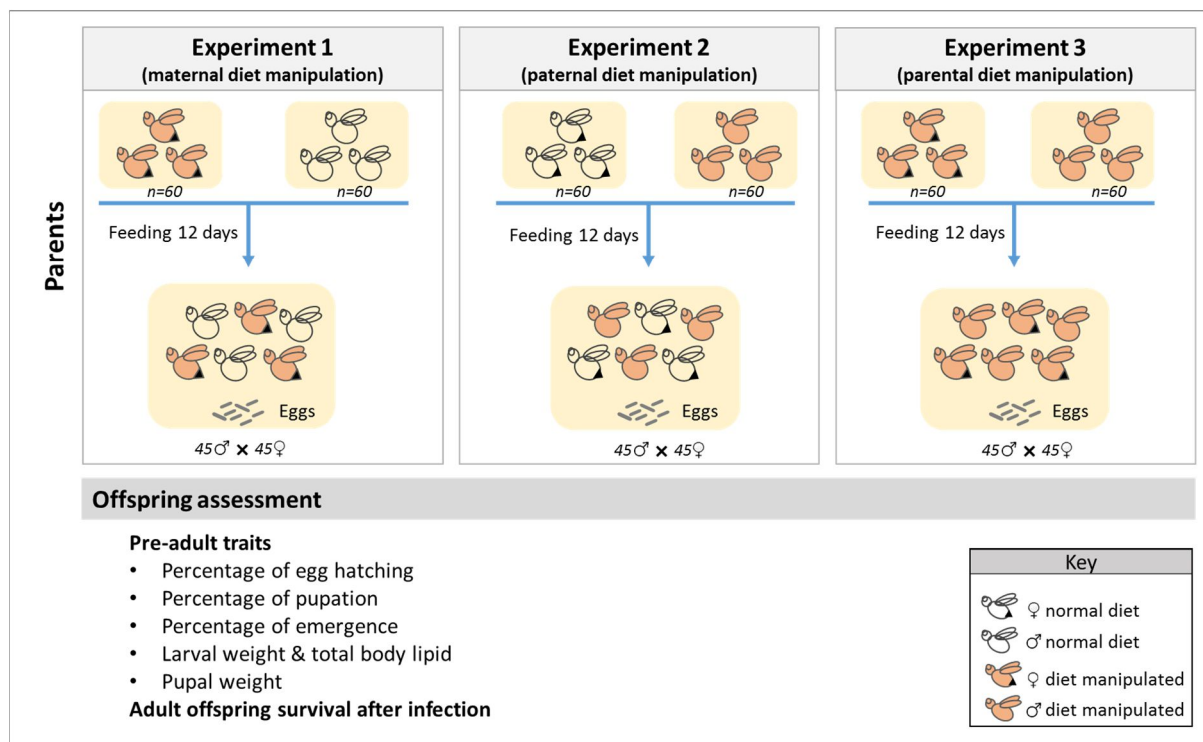 Experiment 1
(maternal diet manipulation)
n=60
n=60
Feeding 12 days
Eggs
45♂ × 45♀
Experiment 2
(paternal diet manipulation)
n=60
n=60
Feeding 12 days
Eggs
45♂ × 45♀
Experiment 3
(parental diet manipulation)
n=60
n=60
Feeding 12 days
Eggs
45♂ × 45♀
Parents
Offspring assessment
Pre-adult traits
• Percentage of egg hatching
• Percentage of pupation
• Percentage of emergence
• Larval weight & total body lipid
• Pupal weight
Adult offspring survival after infection
Key
♀ normal diet
♂ normal diet
♀ diet manipulated
♂ diet manipulated